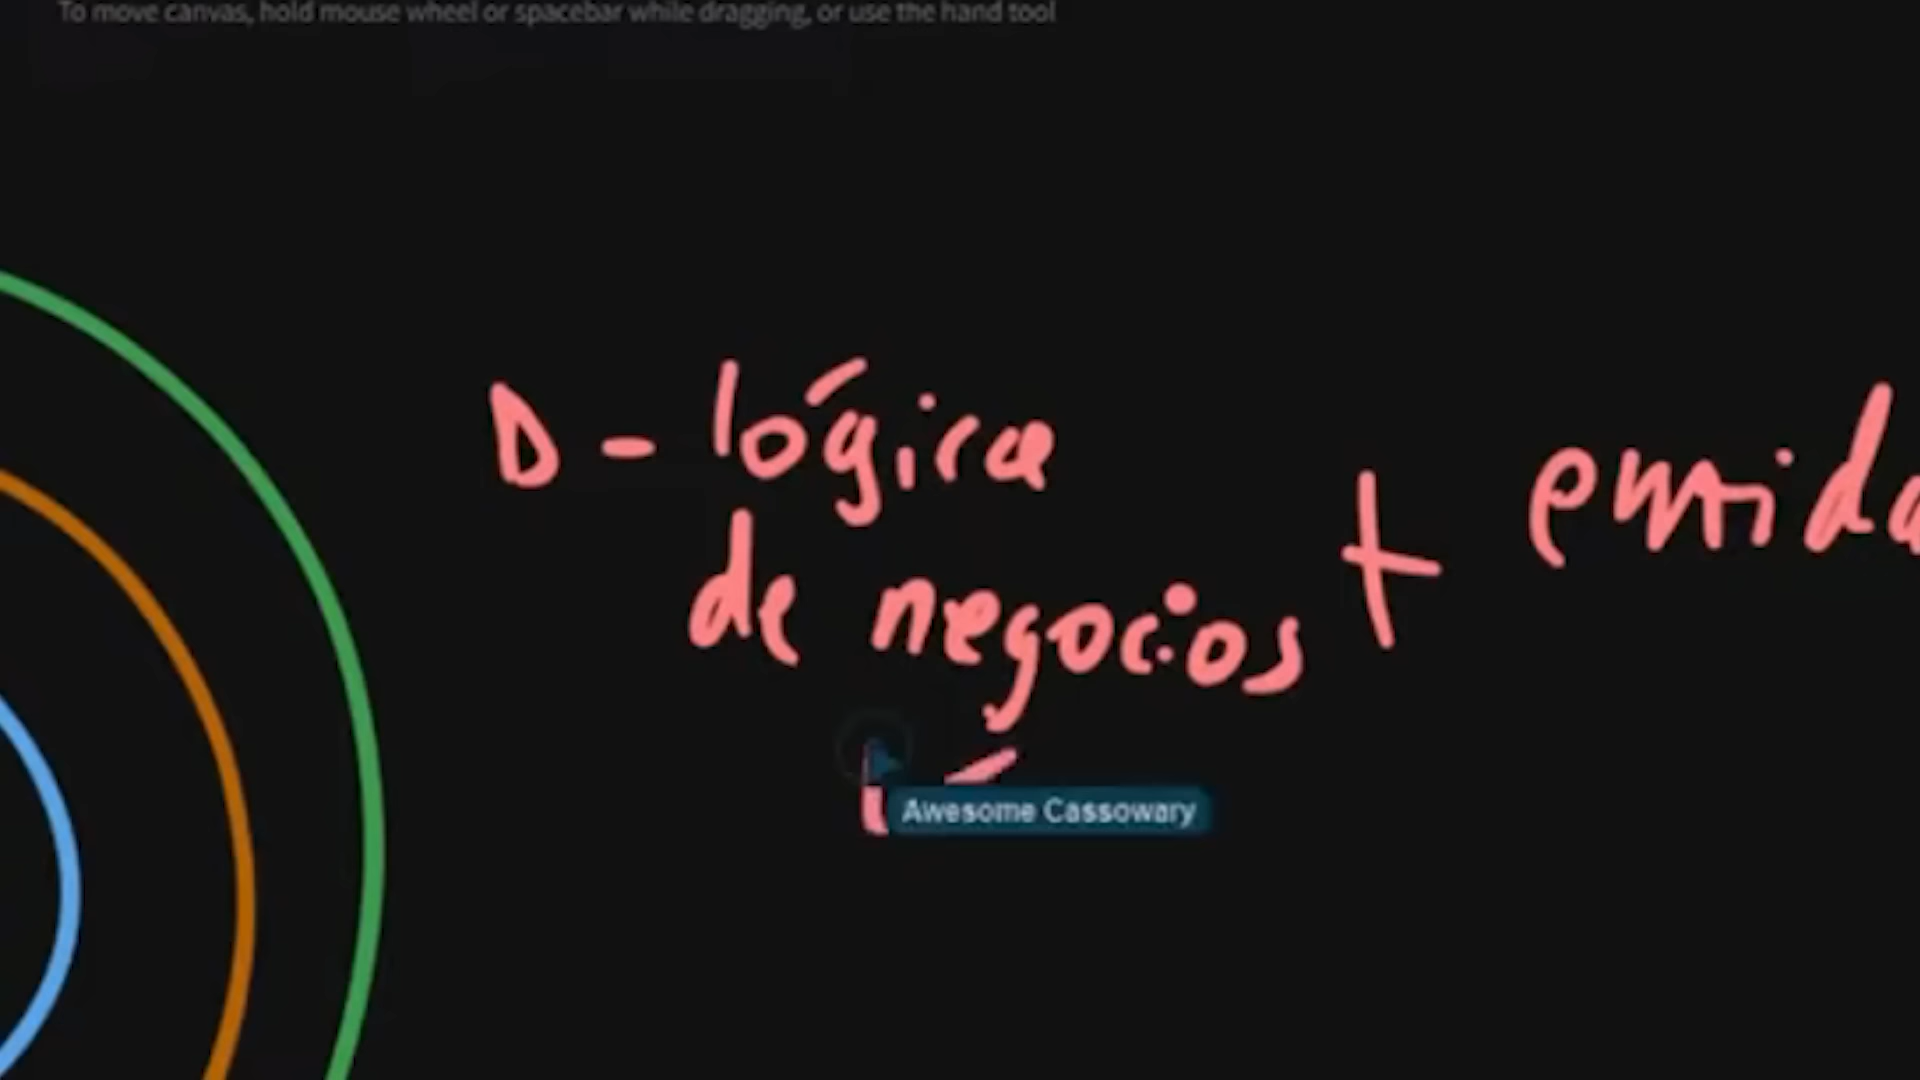 To move canvas, hold mouse wheel or spacebar while dragging, or use the hand tool
D - lógica
de negocios +
Awesome Cassowary